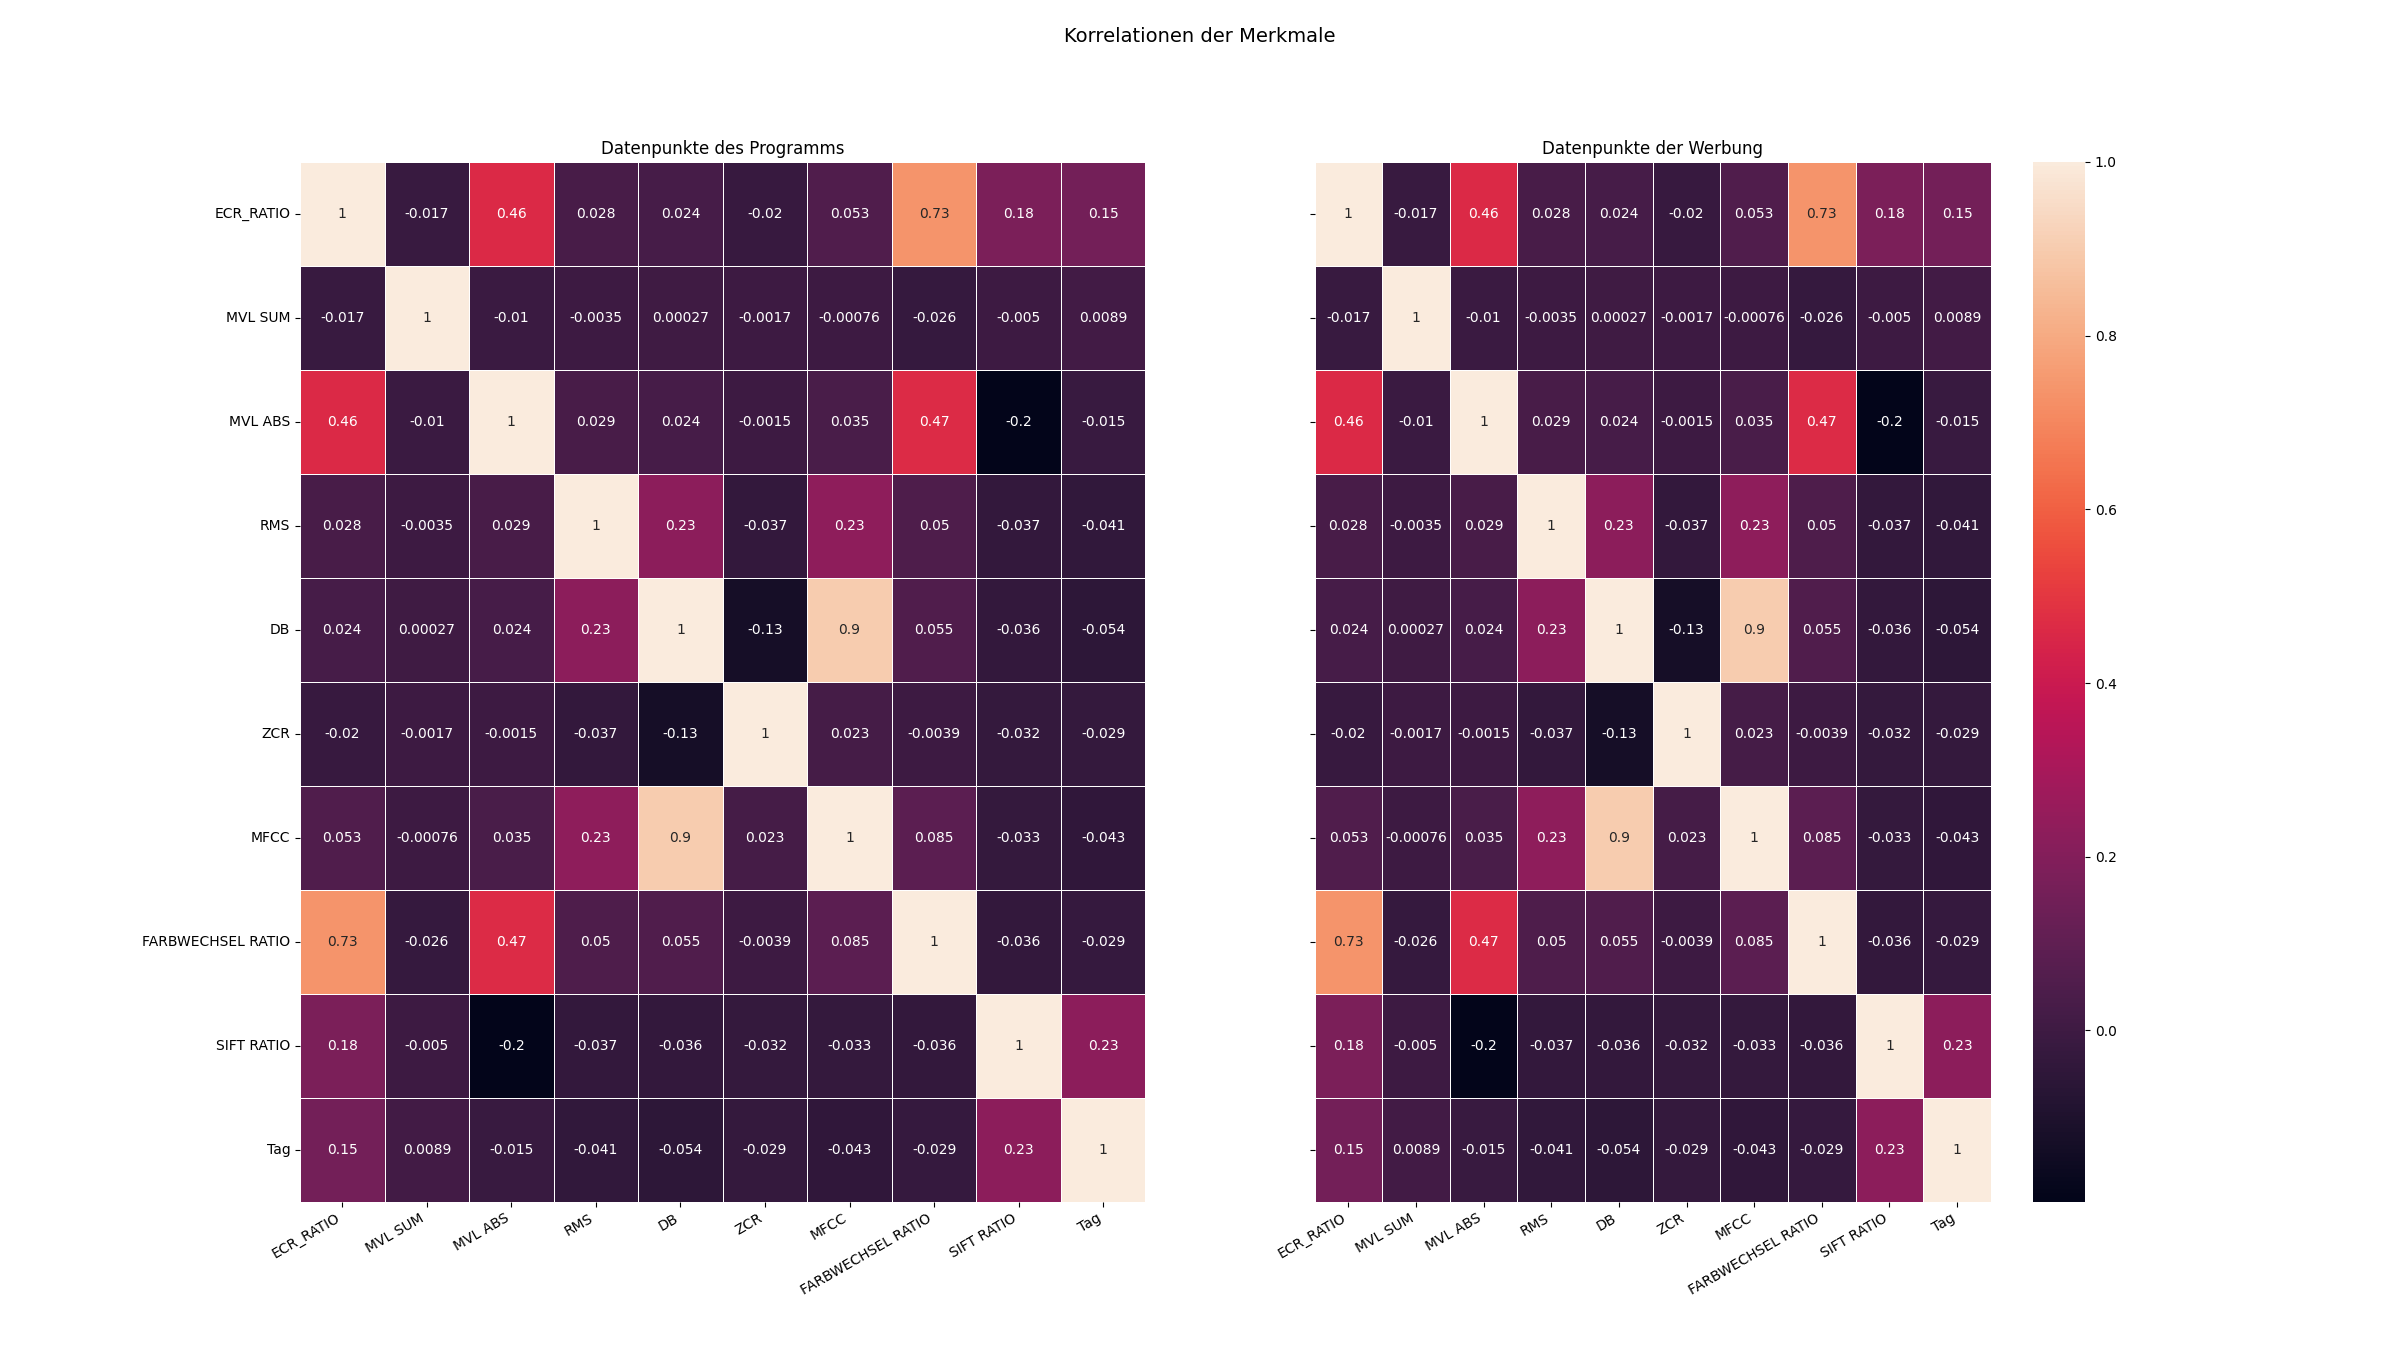 Korrelationen der Merkmale
Datenpunkte des Programms
ECR_RATIO 1 -0.017 0.46 0.028 0.024 -0.02 0.053 0.73 0.18 0.15
MVL SUM -0.017 1 -0.01 -0.0035 0.00027 -0.0017 -0.00076 -0.026 -0.005 0.0089
MVL ABS 0.46 -0.01 1 0.029 0.024 -0.0015 0.035 0.47 -0.2 -0.015
RMS 0.028 -0.0035 0.029 1 0.23 -0.037 0.23 0.05 -0.037 -0.041
DB 0.024 0.00027 0.024 0.23 1 -0.13 0.9 0.055 -0.036 -0.054
ZCR -0.02 -0.0017 -0.0015 -0.037 -0.13 1 0.023 -0.0039 -0.032 -0.029
MFCC 0.053 -0.00076 0.035 0.23 0.9 0.023 1 0.085 -0.033 -0.043
FARBWECHSEL RATIO 0.73 -0.026 0.47 0.05 0.055 -0.0039 0.085 1 -0.036 -0.029
SIFT RATIO 0.18 -0.005 -0.2 -0.037 -0.036 -0.032 -0.033 -0.036 1 0.23
Tag 0.15 0.0089 -0.015 -0.041 -0.054 -0.029 -0.043 -0.029 0.23 1
ECR_RATIO MVL SUM MVL ABS RMS DB ZCR MFCC FARBWECHSEL RATIO SIFT RATIO Tag
Datenpunkte der Werbung
1 -0.017 0.46 0.028 0.024 -0.02 0.053 0.73 0.18 0.15
-0.017 1 -0.01 -0.0035 0.00027 -0.0017 -0.00076 -0.026 -0.005 0.0089
0.46 -0.01 1 0.029 0.024 -0.0015 0.035 0.47 -0.2 -0.015
0.028 -0.0035 0.029 1 0.23 -0.037 0.23 0.05 -0.037 -0.041
0.024 0.00027 0.024 0.23 1 -0.13 0.9 0.055 -0.036 -0.054
-0.02 -0.0017 -0.0015 -0.037 -0.13 1 0.023 -0.0039 -0.032 -0.029
0.053 -0.00076 0.035 0.23 0.9 0.023 1 0.085 -0.033 -0.043
0.73 -0.026 0.47 0.05 0.055 -0.0039 0.085 1 -0.036 -0.029
0.18 -0.005 -0.2 -0.037 -0.036 -0.032 -0.033 -0.036 1 0.23
0.15 0.0089 -0.015 -0.041 -0.054 -0.029 -0.043 -0.029 0.23 1
ECR_RATIO MVL SUM MVL ABS RMS DB ZCR MFCC FARBWECHSEL RATIO SIFT RATIO Tag
1.0
0.8
0.6
0.4
0.2
0.0